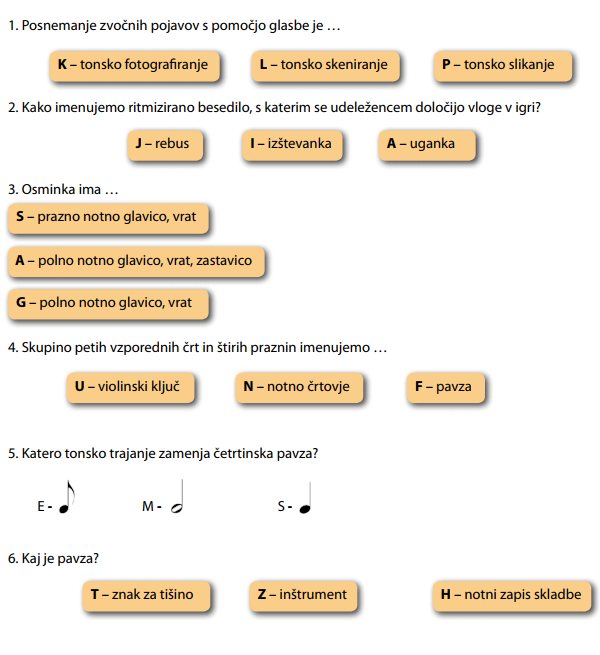 1. Posnemanje zvočnih pojavov s pomočjo glasbe je …
K – tonsko fotografiranje L – tonsko skeniranje P – tonsko slikanje
2. Kako imenujemo ritmizirano besedilo, s katerim se udeležencem določijo vloge v igri?
J – rebus I – izštevanka A – uganka
3. Osminka ima …
S – prazno notno glavico, vrat
A – polno notno glavico, vrat, zastavico
G – polno notno glavico, vrat
4. Skupino petih vzporednih črt in štirih praznin imenujemo …
U – violinski ključ N – notno črtovje F – pavza
5. Katero tonsko trajanje zamenja četrtinska pavza?
E - M - S -
6. Kaj je pavza?
T – znak za tišino Z – inštrument H – notni zapis skladbe